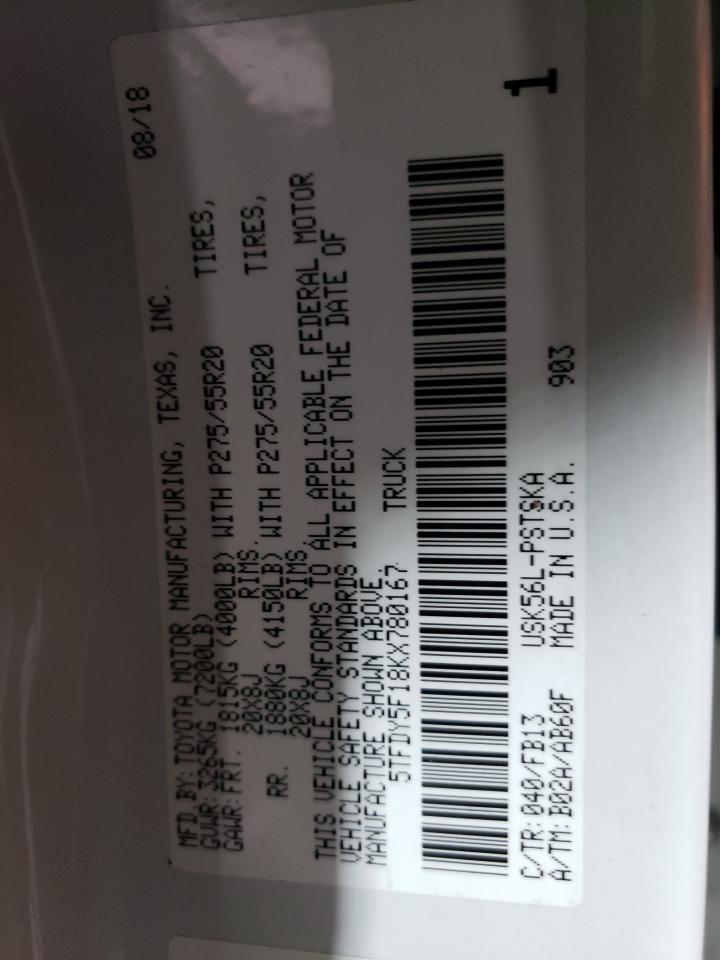 MFD BY: TOYOTA MOTOR MANUFACTURING, TEXAS, INC. 08/18
GVWR: 3265KG (7200LB)
GAWR: FRT. 1815KG (4000LB) WITH P275/55R20 TIRES,
20X8J RIMS.
RR. 1880KG (4150LB) WITH P275/55R20 TIRES,
20X8J RIMS.
THIS VEHICLE CONFORMS TO ALL APPLICABLE FEDERAL MOTOR
VEHICLE SAFETY STANDARDS IN EFFECT ON THE DATE OF
MANUFACTURE SHOWN ABOVE.
5TFDY5F18KX780167 TRUCK
C/TR: 040/FB13 USK56L-PSTSKA 1
A/TM: B02A/AB60F MADE IN U.S.A. 903